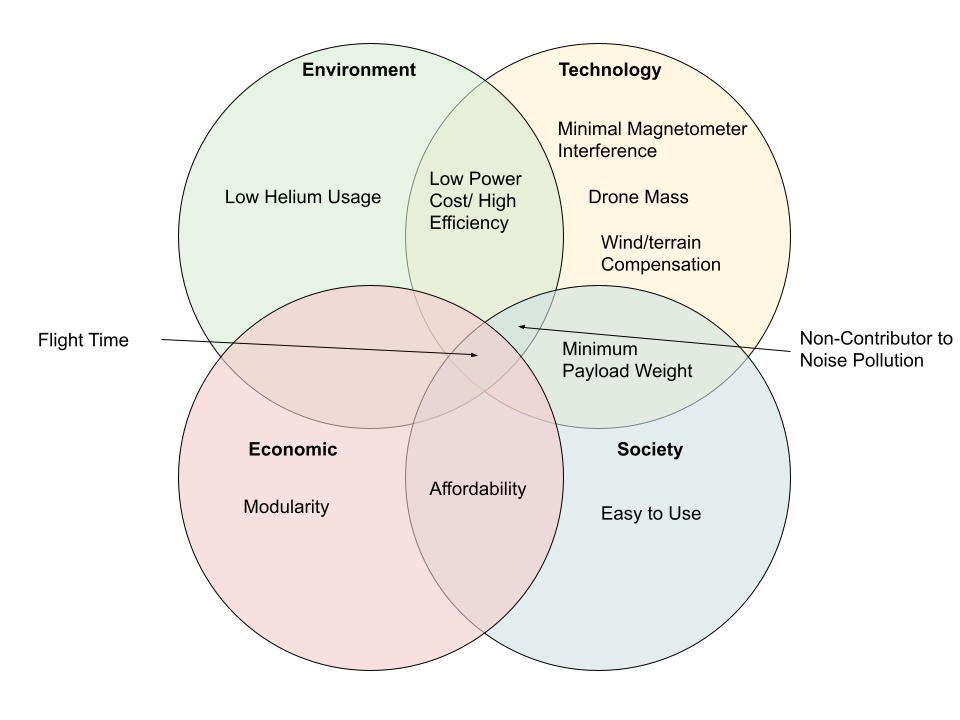 Environment
Technology
Minimal Magnetometer
Interference
Low Power
Cost/ High
Efficiency
Low Helium Usage
Drone Mass
Wind/terrain
Compensation
Flight Time
Minimum
Payload Weight
Non-Contributor to
Noise Pollution
Economic
Society
Modularity
Affordability
Easy to Use